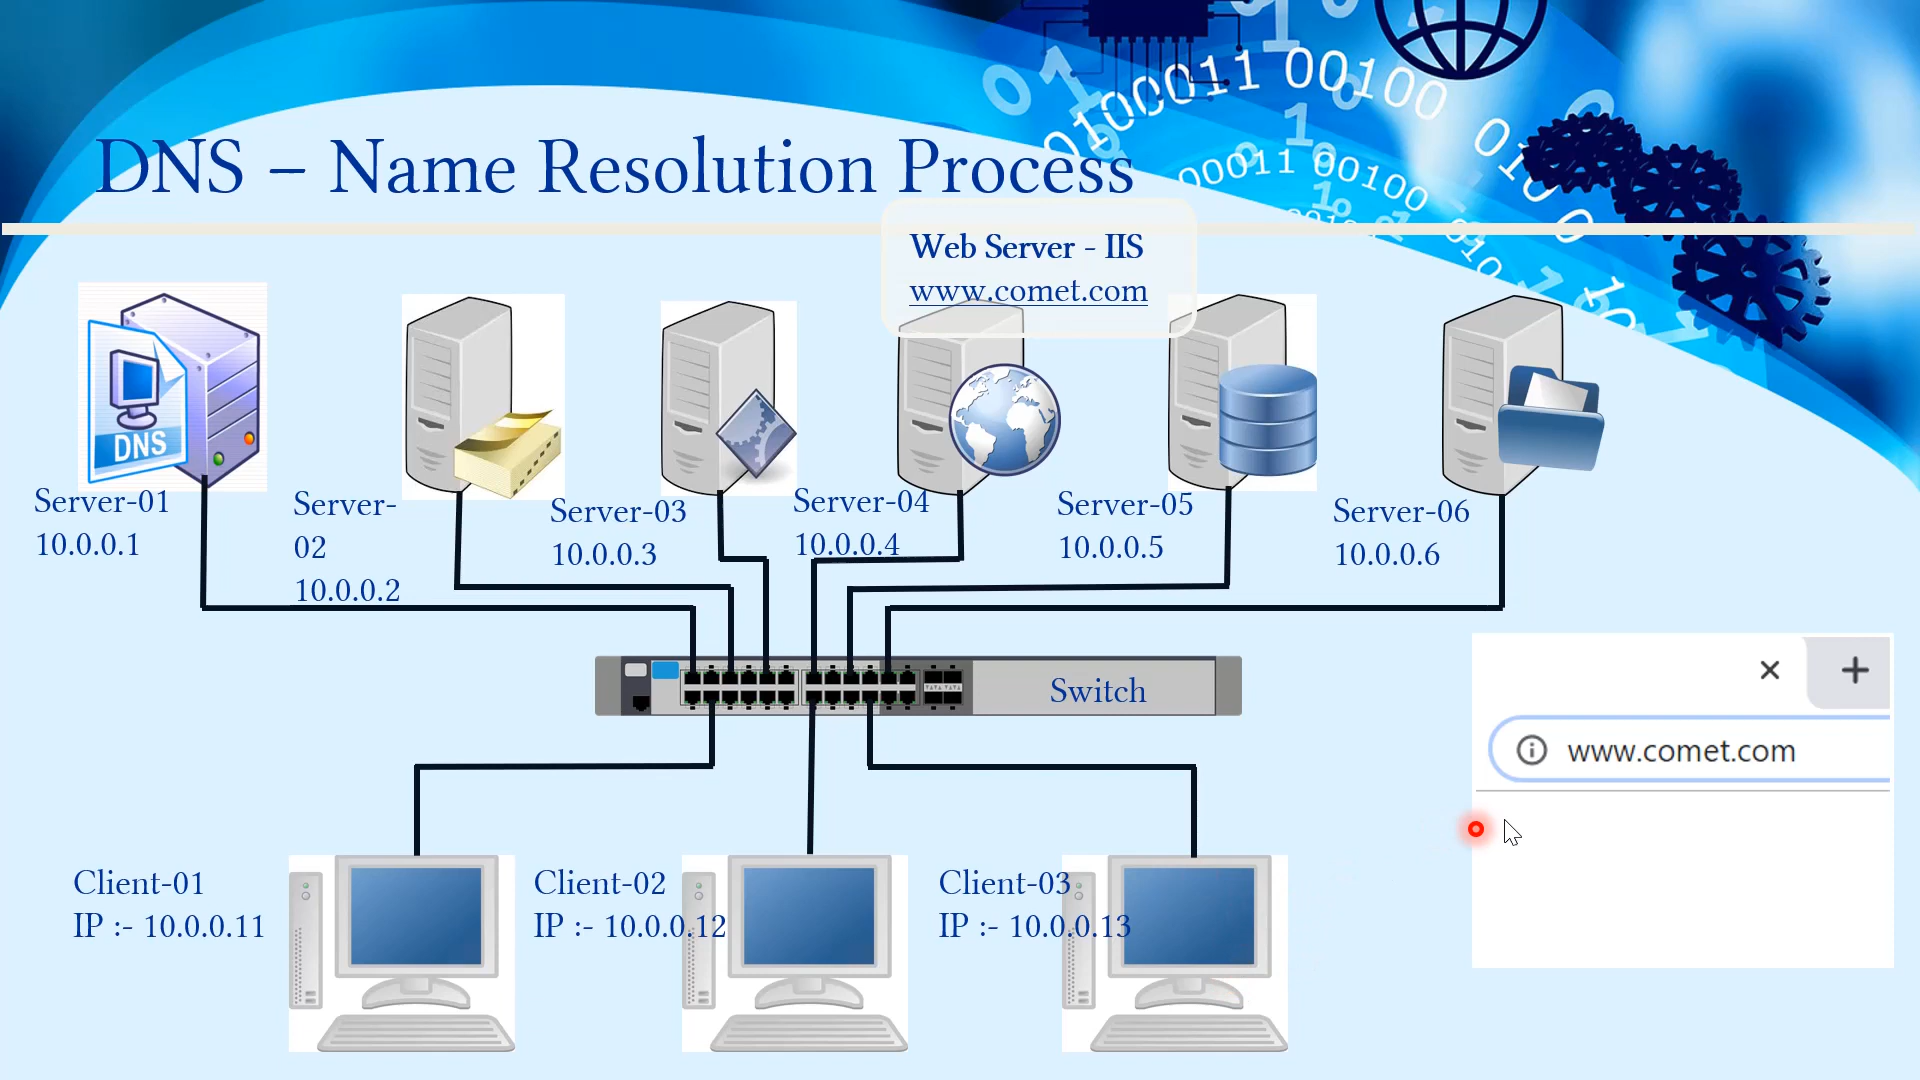 DNS – Name Resolution Process
Web Server - IIS
www.comet.com
DNS
Server-01
10.0.0.1
Server-
02
10.0.0.2
Server-03
10.0.0.3
Server-04
10.0.0.4
Server-05
10.0.0.5
Server-06
10.0.0.6
Switch
www.comet.com
Client-01
IP :- 10.0.0.11
Client-02
IP :- 10.0.0.12
Client-03
IP :- 10.0.0.13